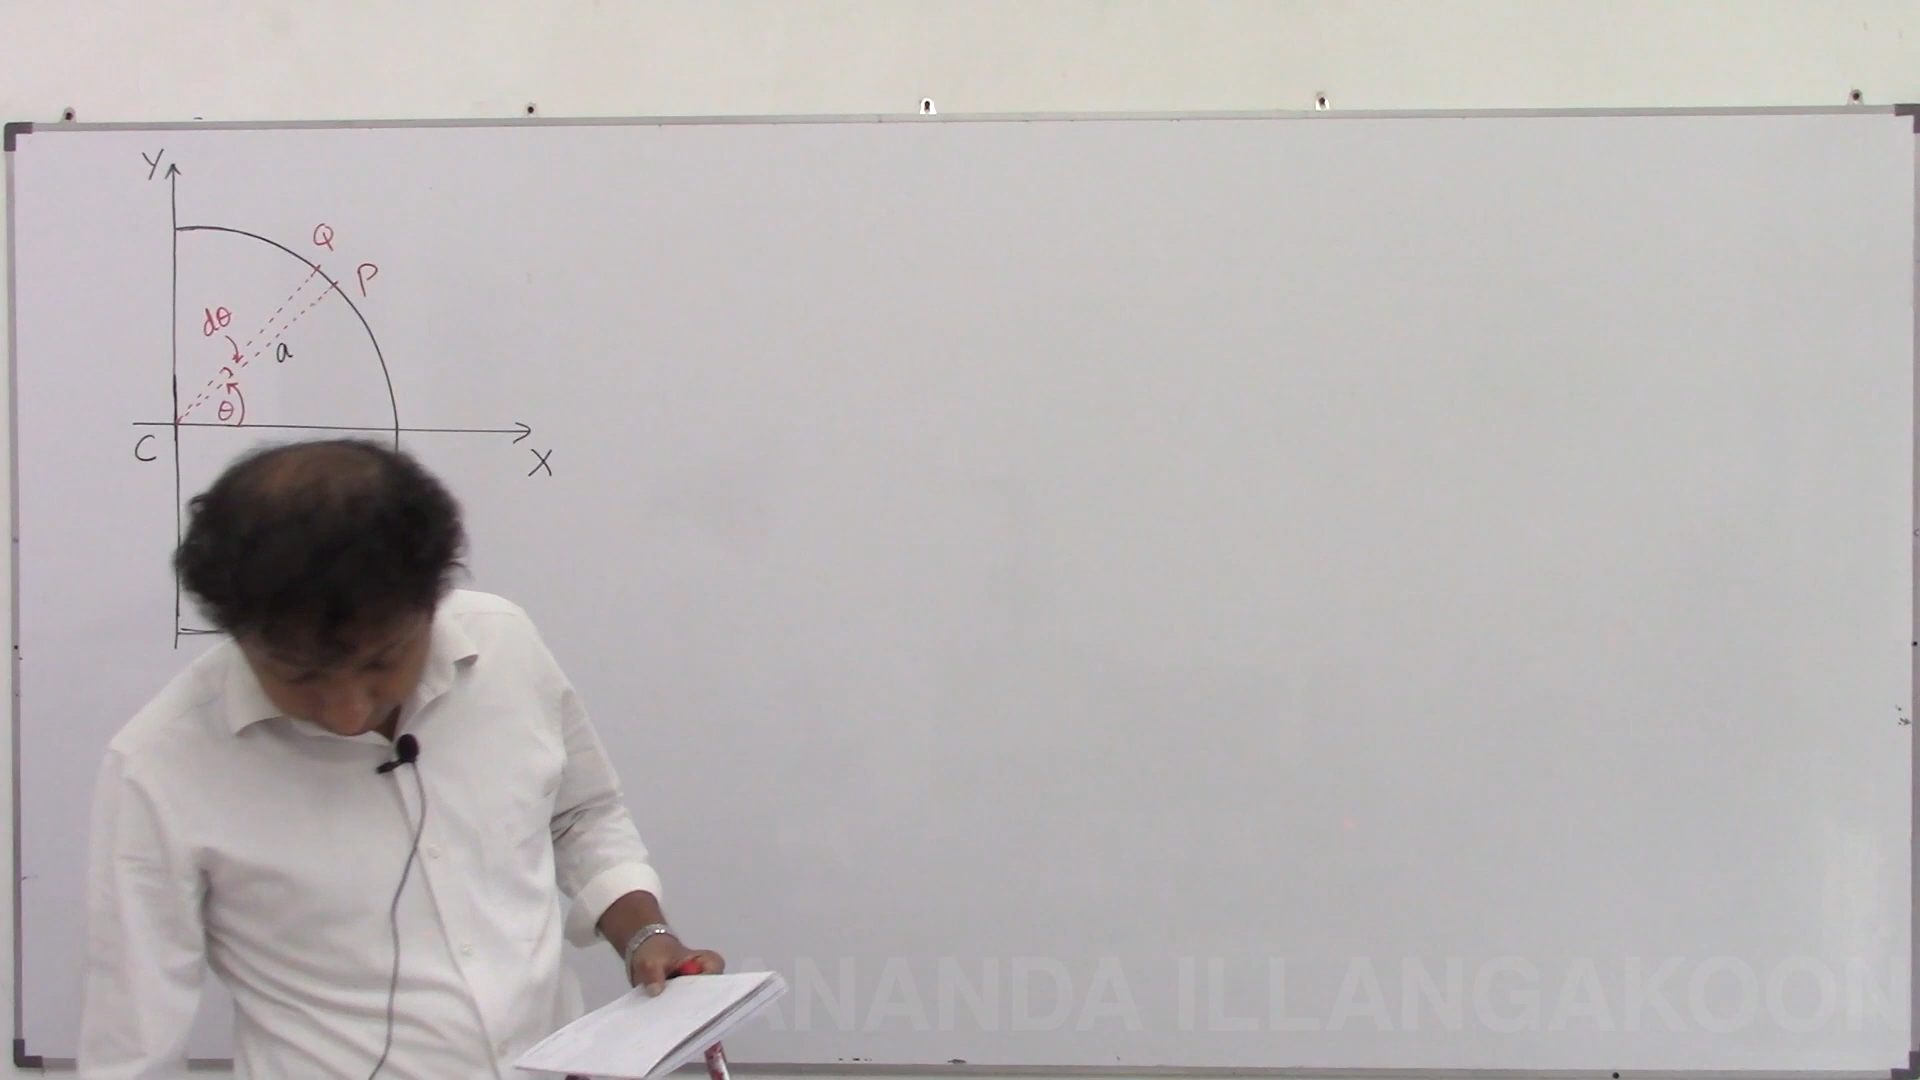 Y
Q
P
dθ
a
θ
C
X
ANANDA ILLANGAKOON